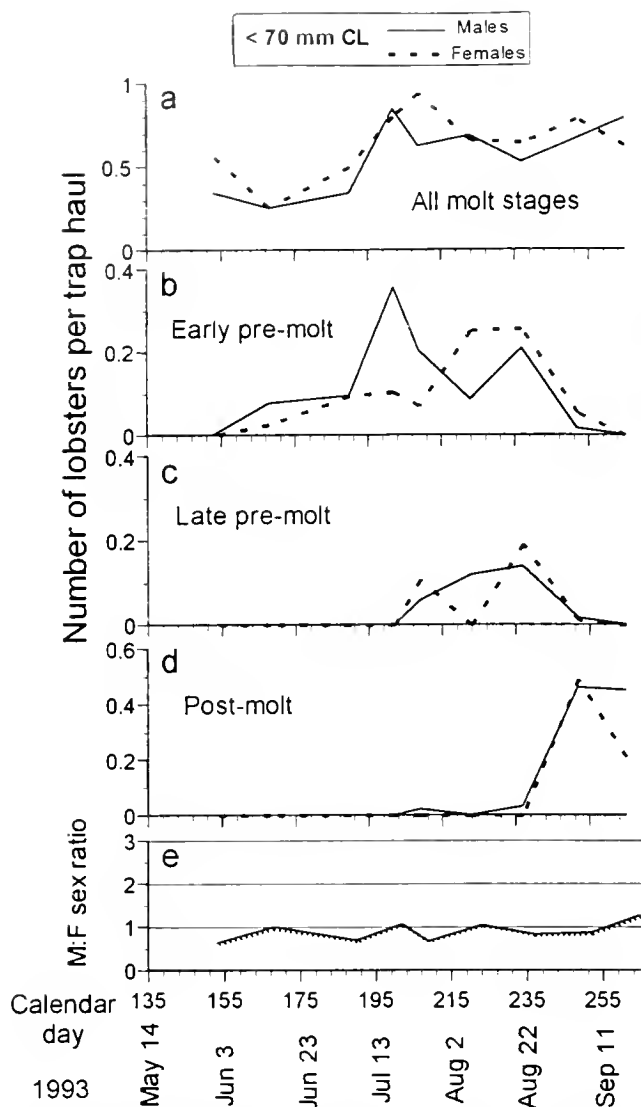 < 70 mm CL
Males
Females
Number of lobsters per trap haul
a
1
0.5
0
All molt stages
b
0.4
0.2
0
Early pre-molt
c
0.4
0.2
0
Late pre-molt
d
0.6
0.4
0.2
0
Post-molt
M:F sex ratio
e
3
2
1
0
Calendar day
135 155 175 195 215 235 255
1993
May 14
Jun 3
Jun 23
Jul 13
Aug 2
Aug 22
Sep 11